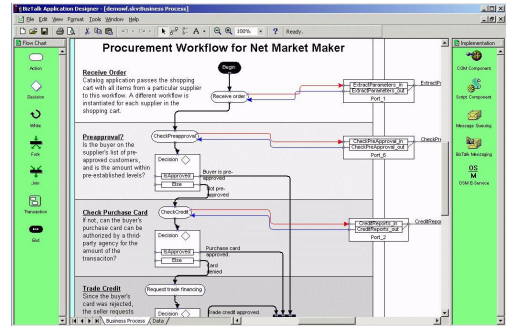 BizTalk Application Designer - [demowf.skv:Business Process]
File Edit View Format Tools Window Help
100%
Ready.
Flow Chart
Action
Decision
While
Fork
Join
Transaction
End
Procurement Workflow for Net Market Maker
Receive Order
Catalog application passes the shopping
cart with all items from a particular supplier
to this workflow. A different workflow is
instantiated for each supplier in the
shopping cart.
Begin
Receive order
ExtractParameters_in
ExtractParameters_out
Port_1
Preapproval?
Is the buyer on the
supplier's list of pre-
approved customers,
and is the amount within
pre-established levels?
CheckPreapproval
Decision
IsApproved
Else
Buyer is pre-
approved
Not pre-
approved
CheckPreApproval_in
CheckPreApproval_out
Port_6
Check Purchase Card
If not, can the buyer's
purchase card can be
authorized by a third-
party agency for the
amount of the
transaciton?
CheckCredit
Decision
IsApproved
Else
Purchase card
approved.
Card
denied
CreditReports_in
CreditReports_out
Port_2
Trade Credit
Since the buyer's
card was rejected,
the seller requests
Request trade financing
Decision
Trade credit approved.
Business Process
Data
Implementation
COM Component
Script Component
Message Queuing
BizTalk Messaging